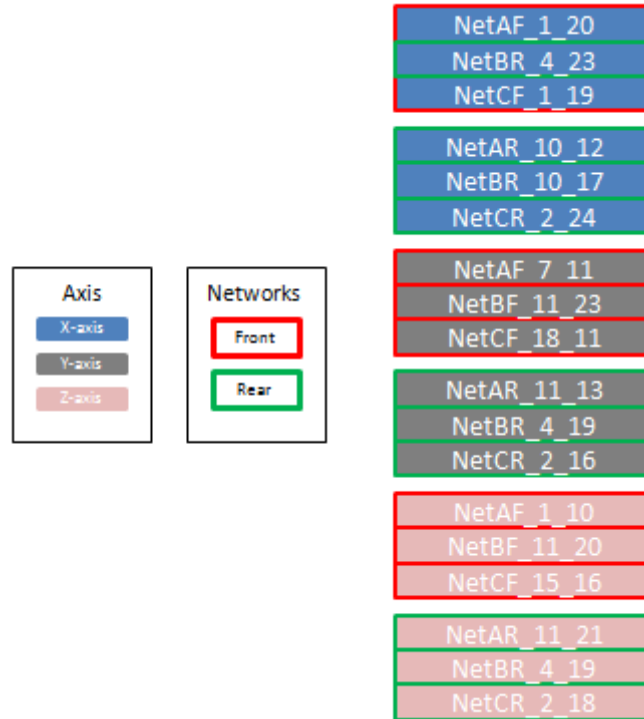 NetAF_1_20
NetBR_4_23
NetCF_1_19
NetAR_10_12
NetBR_10_17
NetCR_2_24
NetAF_7_11
NetBF_11_23
NetCF_18_11
NetAR_11_13
NetBR_4_19
NetCR_2_16
NetAF_1_10
NetBF_11_20
NetCF_15_16
NetAR_11_21
NetBR_4_19
NetCR_2_18
Axis
X-axis
Y-axis
Z-axis
Networks
Front
Rear